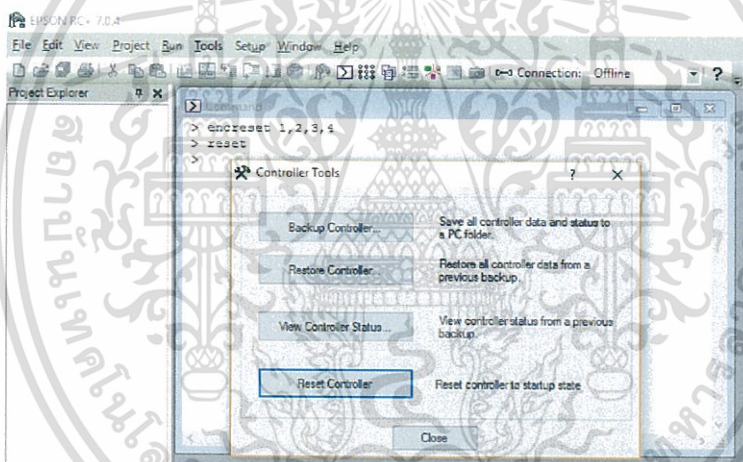 EPSON RC+ 7.0.4
File Edit View Project Run Tools Setup Window Help
Connection: Offline
?
Project Explorer
Command
> encreset 1,2,3,4
> reset
>
Controller Tools
?
Backup Controller... Save all controller data and status to
a PC folder.
Restore Controller... Restore all controller data from a
previous backup.
View Controller Status... View controller status from a previous
backup.
Reset Controller Reset controller to startup state
Close